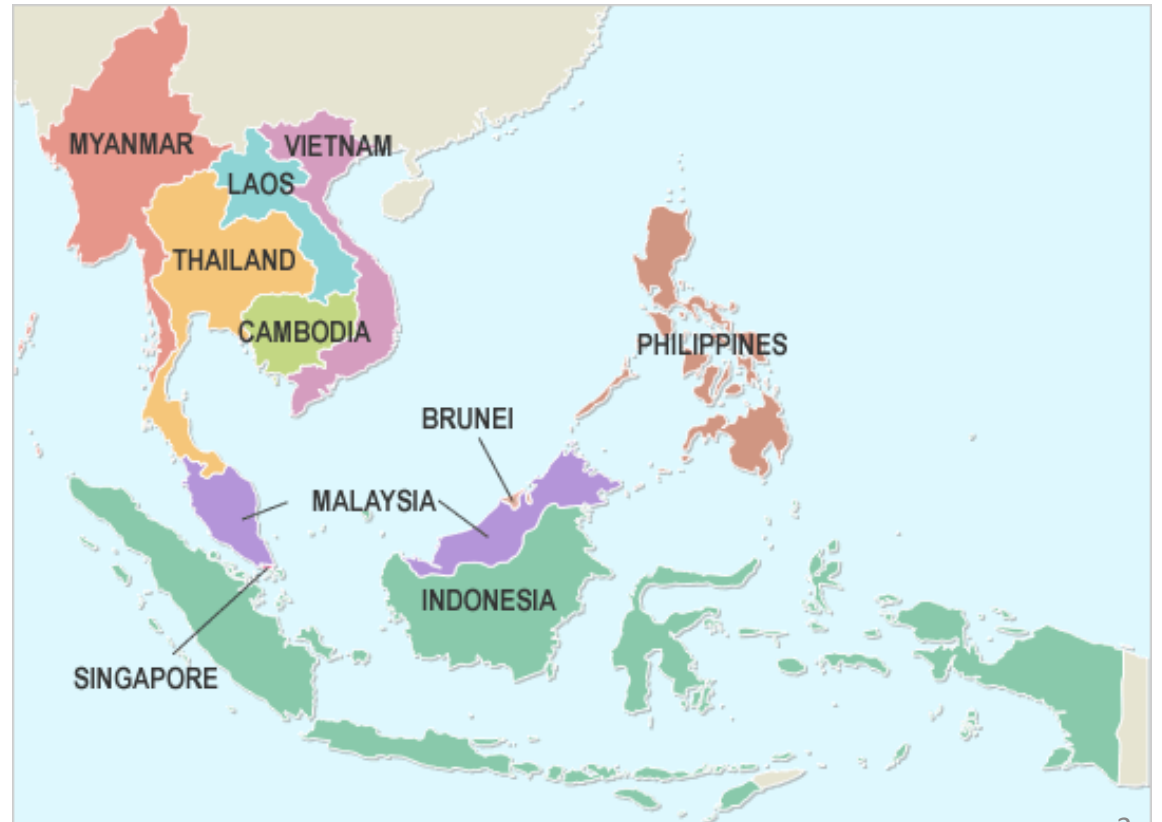 MYANMAR
VIETNAM
LAOS
THAILAND
CAMBODIA
PHILIPPINES
BRUNEI
MALAYSIA
INDONESIA
SINGAPORE